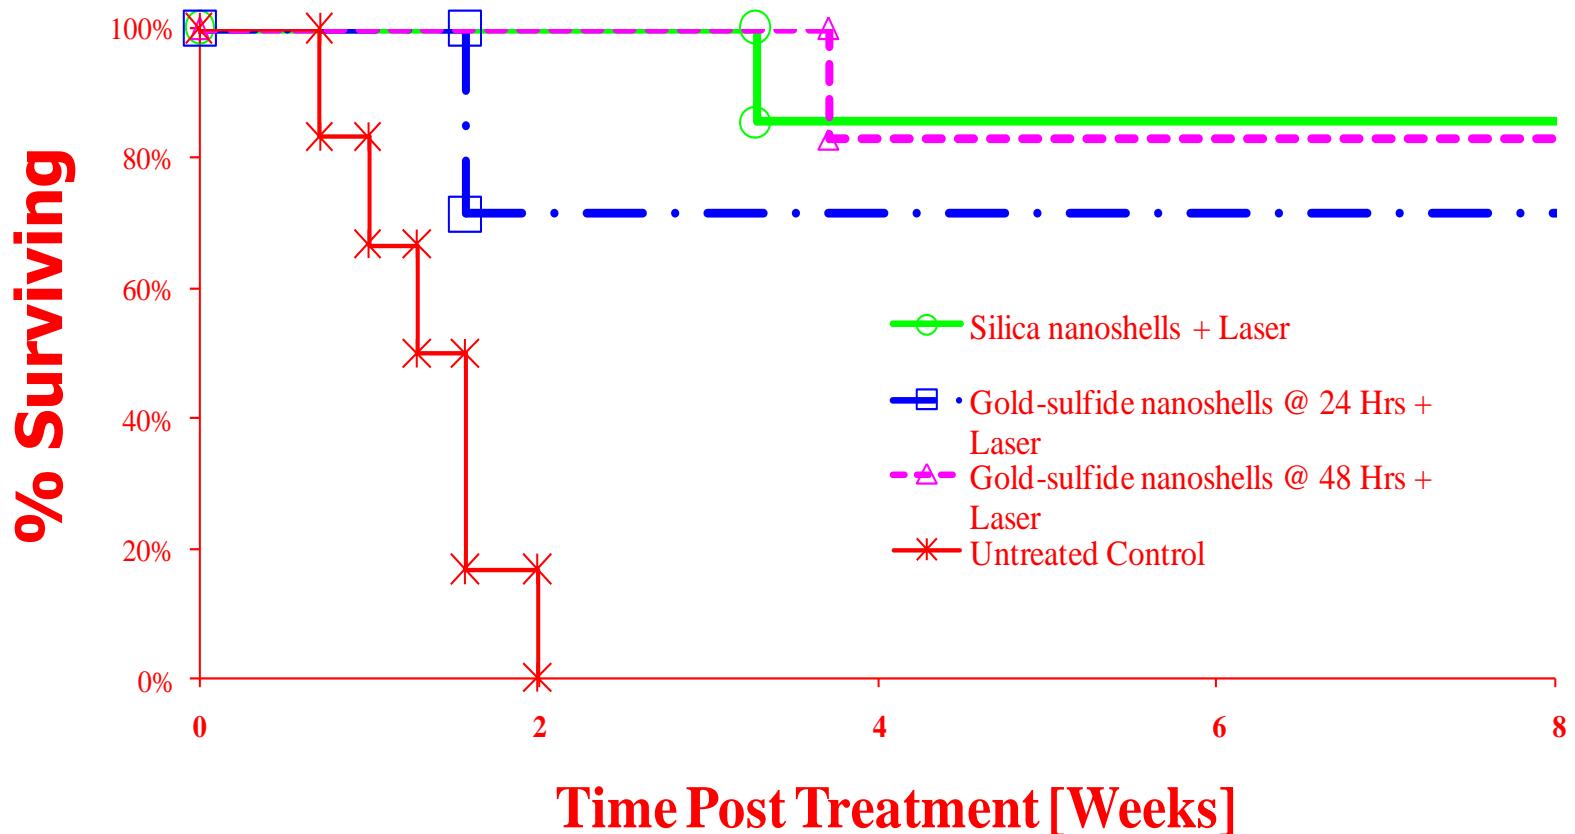 % Surviving
100%
80%
60%
40%
20%
0%
Silica nanoshells + Laser
Gold-sulfide nanoshells @ 24 Hrs +
Laser
Gold-sulfide nanoshells @ 48 Hrs +
Laser
Untreated Control
0 2 4 6 8
Time Post Treatment [Weeks]